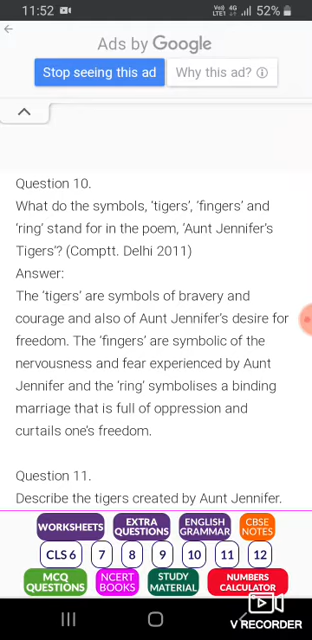 11:52 52%
Ads by Google
Stop seeing this ad Why this ad?
Question 10.
What do the symbols, 'tigers', 'fingers' and
'ring' stand for in the poem, 'Aunt Jennifer's
Tigers'? (Comptt. Delhi 2011)
Answer:
The 'tigers' are symbols of bravery and
courage and also of Aunt Jennifer's desire for
freedom. The 'fingers' are symbolic of the
nervousness and fear experienced by Aunt
Jennifer and the 'ring' symbolises a binding
marriage that is full of oppression and
curtails one's freedom.
Question 11.
Describe the tigers created by Aunt Jennifer.
WORKSHEETS EXTRA QUESTIONS ENGLISH GRAMMAR CBSE NOTES
CLS 6 7 8 9 10 11 12
MCQ QUESTIONS NCERT BOOKS STUDY MATERIAL NUMBERS CALCULATOR
V RECORDER